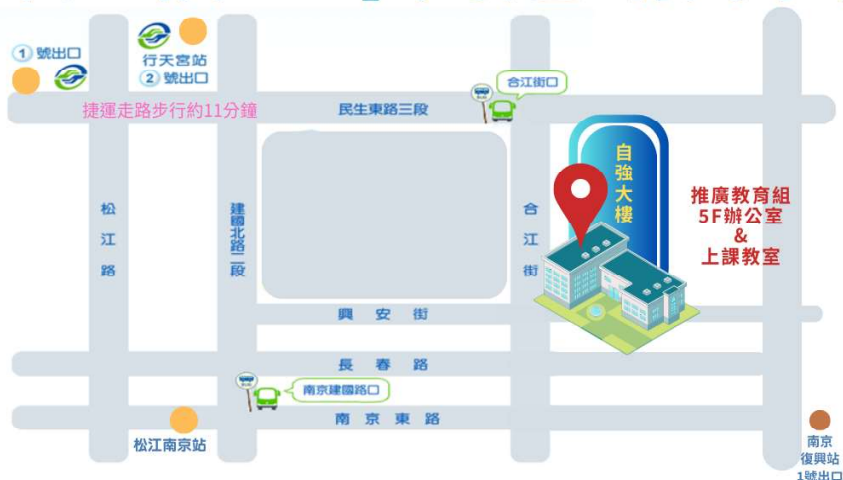 ①號出口
行天宮站
②號出口
捷運走路步行約11分鐘
民生東路三段
合江街口
自強大樓
推廣教育組
5F辦公室
&
上課教室
松江路
建國北路二段
合江街
興安街
長春路
南京建國路口
南京東路
松江南京站
南京
復興站
1號出口